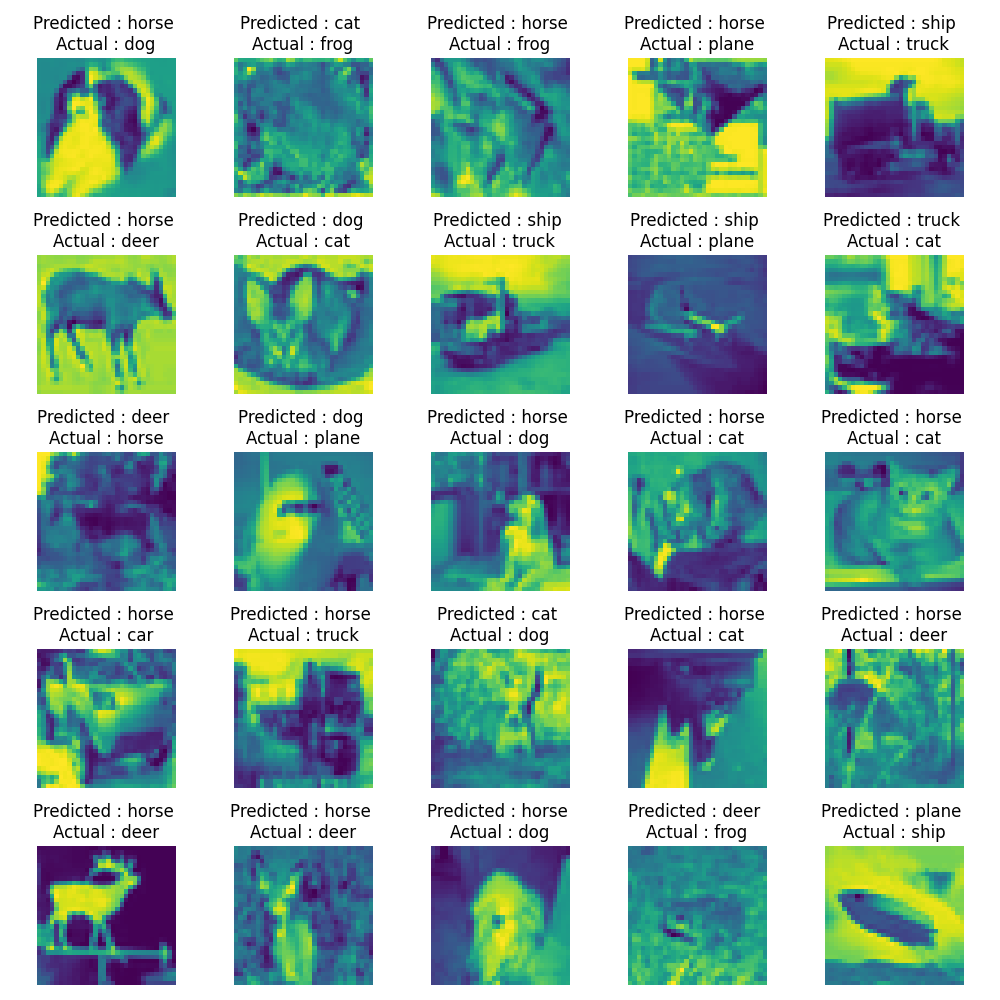 Predicted : horse
Actual : dog
Predicted : cat
Actual : frog
Predicted : horse
Actual : frog
Predicted : horse
Actual : plane
Predicted : ship
Actual : truck
Predicted : horse
Actual : deer
Predicted : dog
Actual : cat
Predicted : ship
Actual : truck
Predicted : ship
Actual : plane
Predicted : truck
Actual : cat
Predicted : deer
Actual : horse
Predicted : dog
Actual : plane
Predicted : horse
Actual : dog
Predicted : horse
Actual : cat
Predicted : horse
Actual : cat
Predicted : horse
Actual : car
Predicted : horse
Actual : truck
Predicted : cat
Actual : dog
Predicted : horse
Actual : cat
Predicted : horse
Actual : deer
Predicted : horse
Actual : deer
Predicted : horse
Actual : deer
Predicted : horse
Actual : dog
Predicted : deer
Actual : frog
Predicted : plane
Actual : ship